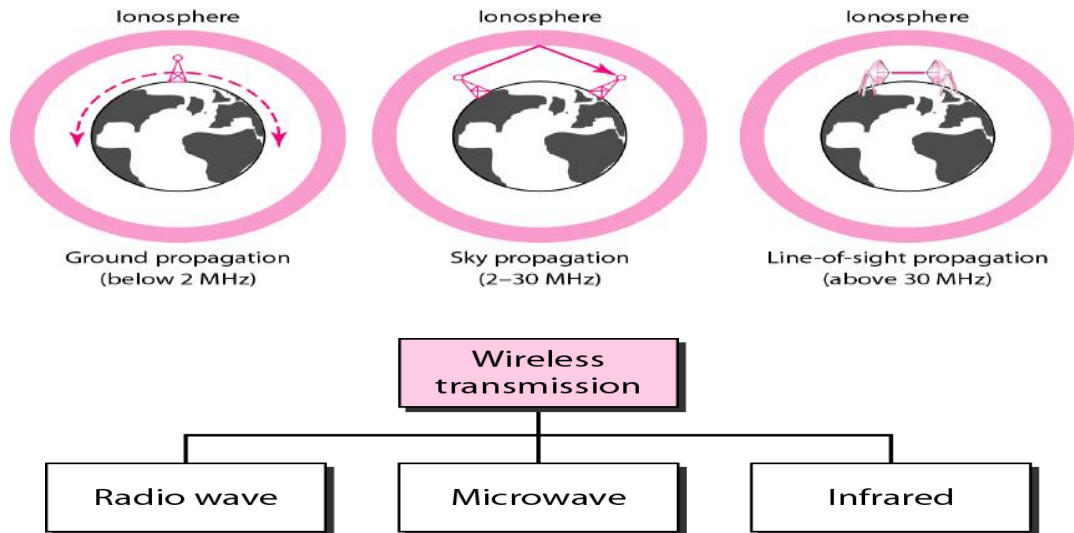 Ionosphere
Ionosphere
Ionosphere
Ground propagation
(below 2 MHz)
Sky propagation
(2–30 MHz)
Line-of-sight propagation
(above 30 MHz)
Wireless
transmission
Radio wave
Microwave
Infrared